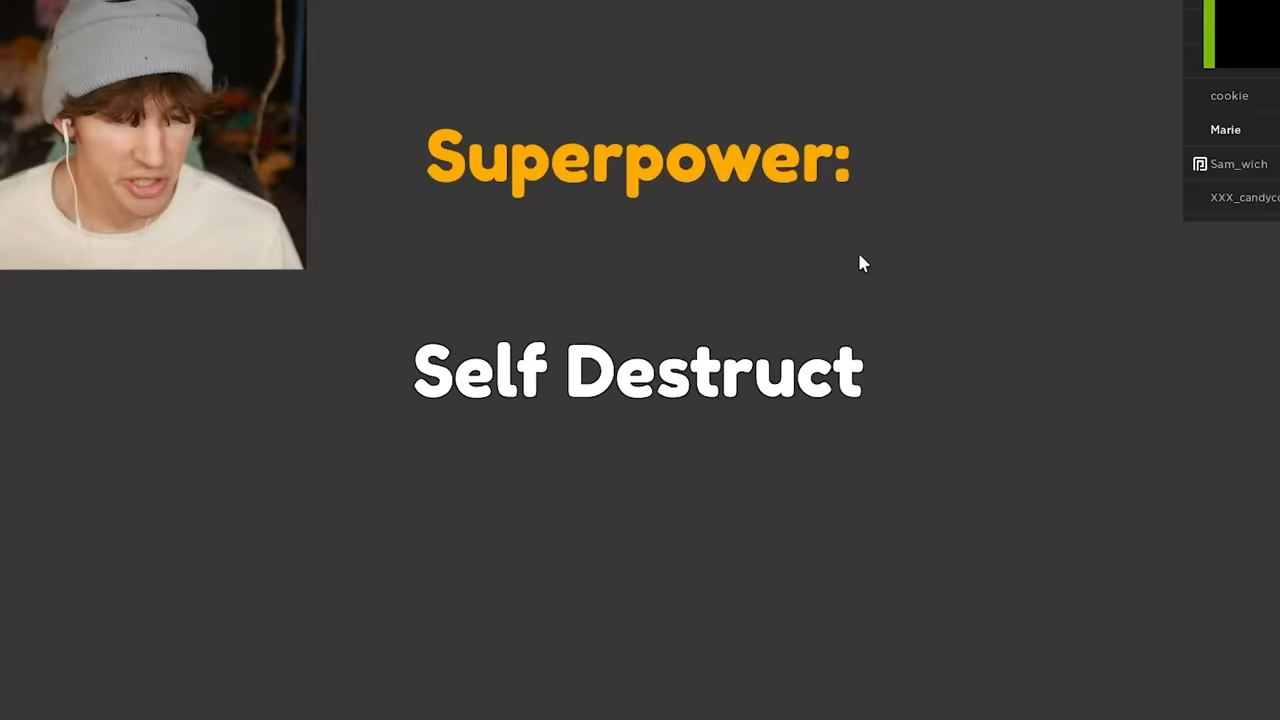 Superpower:
Self Destruct
cookie
Marie
Sam_wich